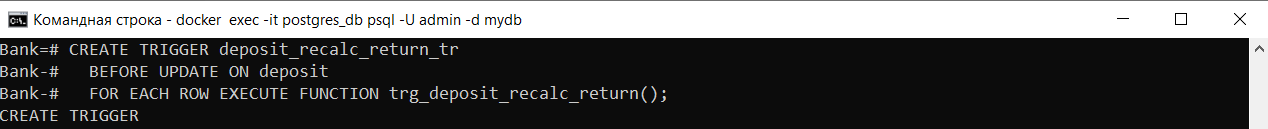 Командная строка - docker  exec -it postgres_db psql -U admin -d mydb
Bank=# CREATE TRIGGER deposit_recalc_return_tr
Bank-#   BEFORE UPDATE ON deposit
Bank-#   FOR EACH ROW EXECUTE FUNCTION trg_deposit_recalc_return();
CREATE TRIGGER